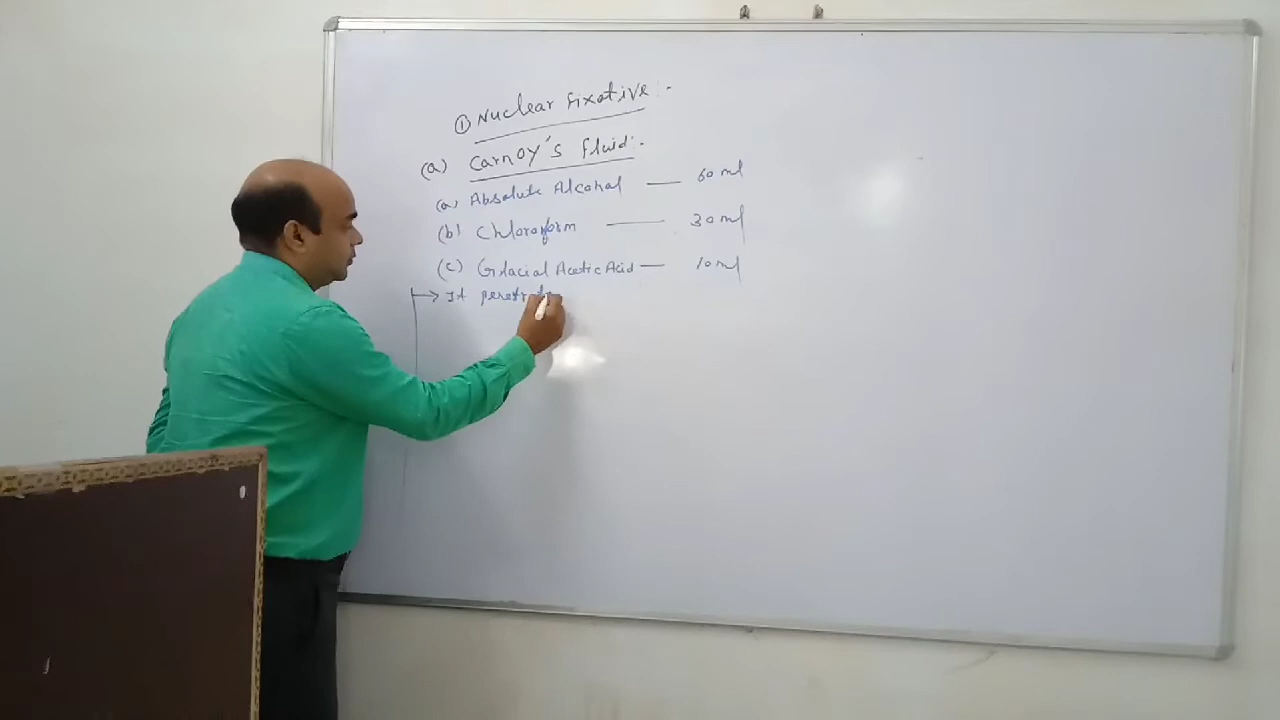 ① Nuclear fixative :-
(a) Carnoy's fluid :-
(a) Absolute Alcohal — 60 ml
(b) Chloroform — 30 ml
(c) Glacial Acetic Acid — 10 ml
→ It